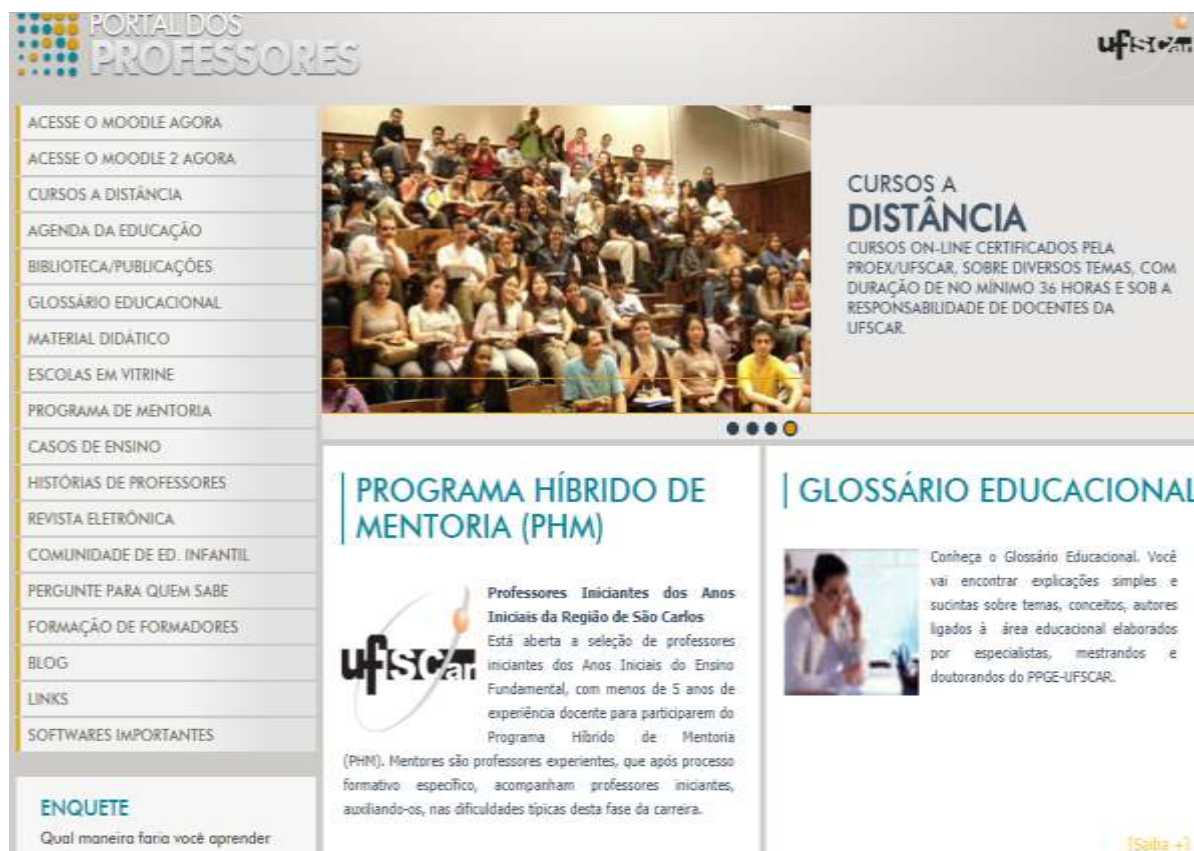 PORTAL DOS
PROFESSORES
ufscar
ACESSE O MOODLE AGORA
ACESSE O MOODLE 2 AGORA
CURSOS A DISTÂNCIA
AGENDA DA EDUCAÇÃO
BIBLIOTECA/PUBLICAÇÕES
GLOSSÁRIO EDUCACIONAL
MATERIAL DIDÁTICO
ESCOLAS EM VITRINE
PROGRAMA DE MENTORIA
CASOS DE ENSINO
HISTÓRIAS DE PROFESSORES
REVISTA ELETRÔNICA
COMUNIDADE DE ED. INFANTIL
PERGUNTE PARA QUEM SABE
FORMAÇÃO DE FORMADORES
BLOG
LINKS
SOFTWARES IMPORTANTES
ENQUETE
Qual maneira faria você aprender
CURSOS A
DISTÂNCIA
CURSOS ON-LINE CERTIFICADOS PELA
PROEX/UFSCAR, SOBRE DIVERSOS TEMAS, COM
DURAÇÃO DE NO MÍNIMO 36 HORAS E SOB A
RESPONSABILIDADE DE DOCENTES DA
UFSCAR.
PROGRAMA HÍBRIDO DE
MENTORIA (PHM)
ufscar
Professores Iniciantes dos Anos
Iniciais da Região de São Carlos
Está aberta a seleção de professores
iniciantes dos Anos Iniciais do Ensino
Fundamental, com menos de 5 anos de
experiência docente para participarem do
Programa Híbrido de Mentoria
(PHM). Mentores são professores experientes, que após processo
formativo específico, acompanham professores iniciantes,
auxiliando-os, nas dificuldades típicas desta fase da carreira.
GLOSSÁRIO EDUCACIONAL
Conheça o Glossário Educacional. Você
vai encontrar explicações simples e
sucintas sobre temas, conceitos, autores
ligados à área educacional elaborados
por especialistas, mestrandos e
doutorandos do PPGE-UFSCAR.
[Saiba +]